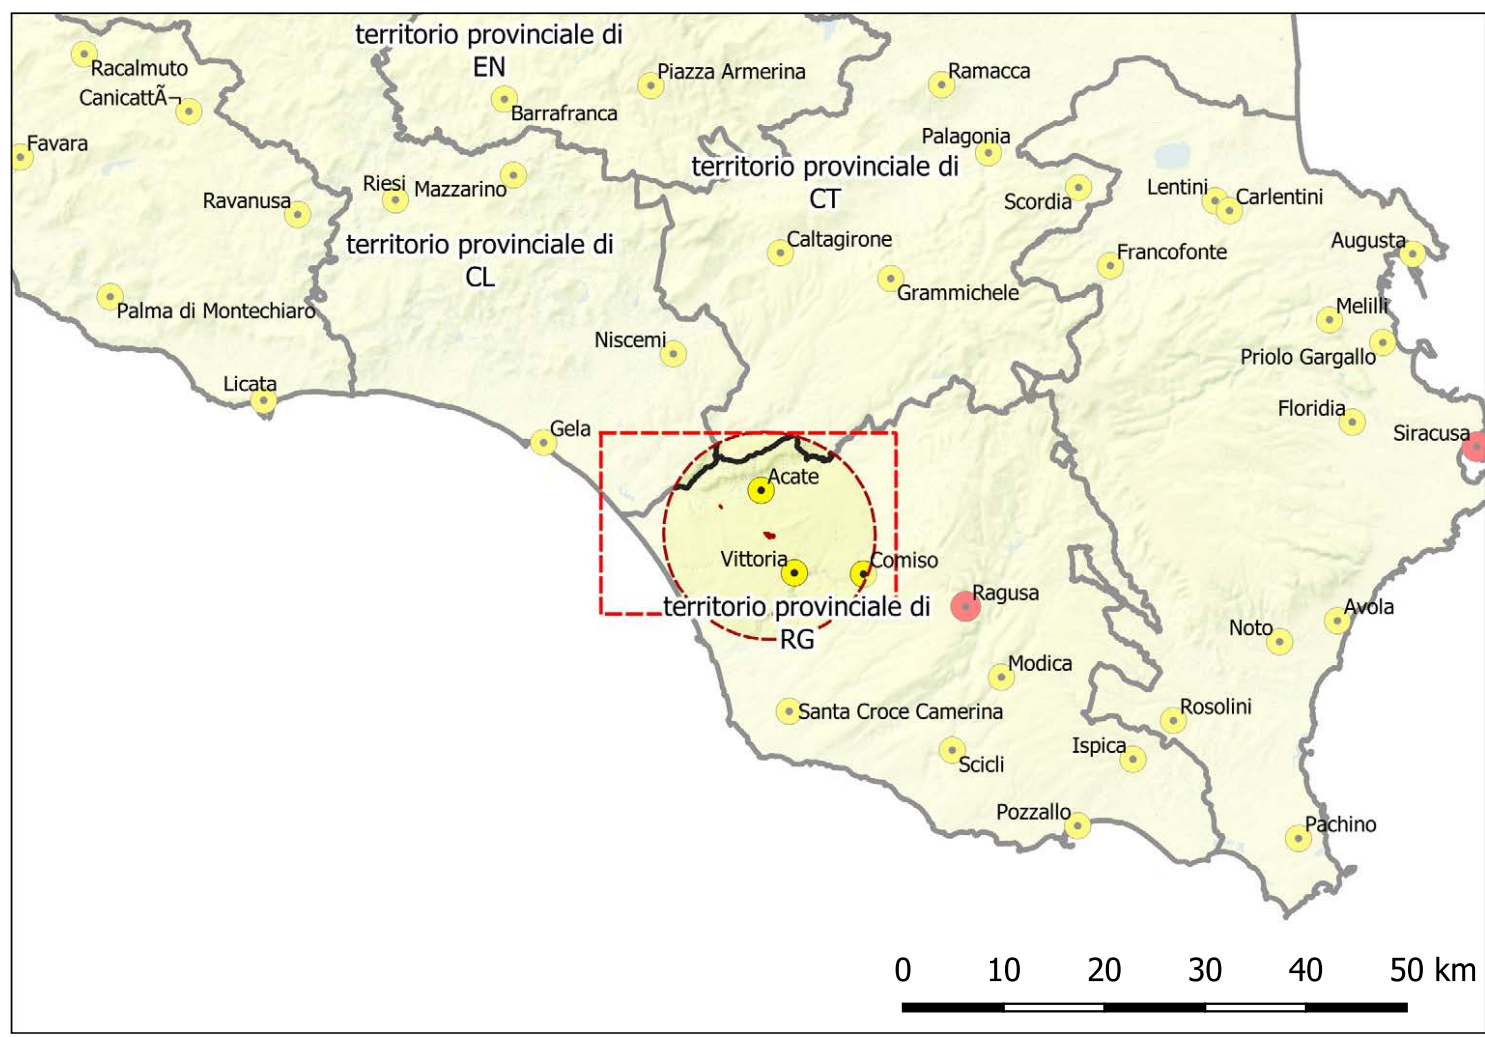 territorio provinciale di
EN
Racalmuto
CanicattÃ¬
Piazza Armerina
Ramacca
Barrafranca
Favara
Palagonia
territorio provinciale di
CT
Riesi
Mazzarino
Ravanusa
Scordia
Lentini
Carlentini
territorio provinciale di
CL
Caltagirone
Augusta
Francofonte
Grammichele
Palma di Montechiaro
Melilli
Niscemi
Priolo Gargallo
Licata
Floridia
Gela
Siracusa
Acate
Vittoria
Comiso
Ragusa
territorio provinciale di
RG
Avola
Noto
Modica
Santa Croce Camerina
Rosolini
Ispica
Scicli
Pozzallo
Pachino
0 10 20 30 40 50 km